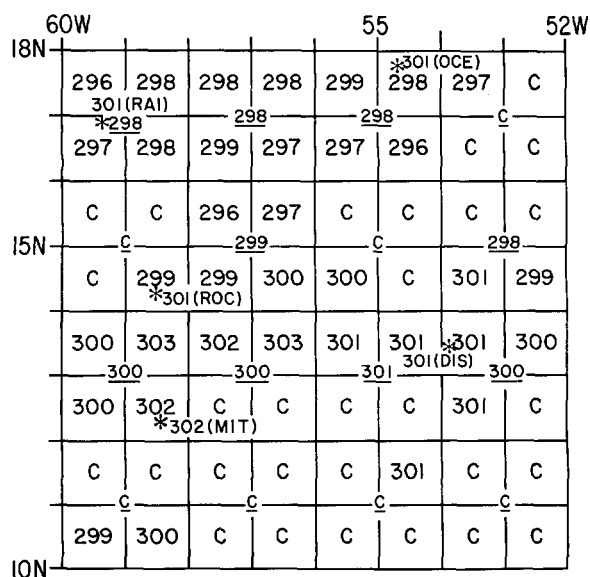 60W 55 52W
18N
*301(OCE)
296 298 298 298 299 298 297 C
301(RAI)
*298 298 298 C
297 298 299 297 297 296 C C
C C 296 297 C C C C
15N C 299 C 298
C 299 299 300 300 C 301 299
*301(ROC)
300 303 302 303 301 301 *301 300
301(DIS)
300 300 301 300
300 302 C C C C 301 C
*302(MIT)
C C C C C 301 C C
C C C C
299 300 C C C C C C
10N